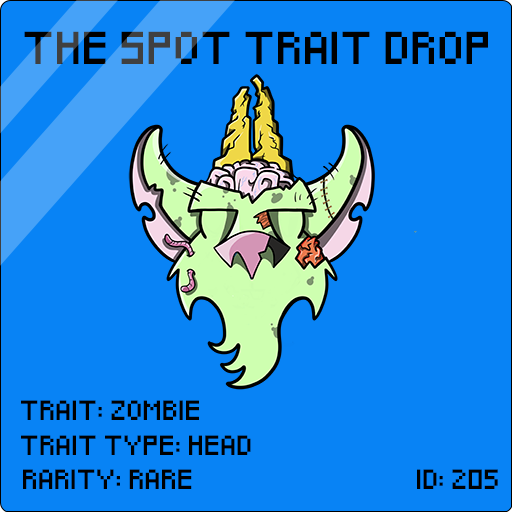 THE SPOT TRAIT DROP
TRAIT: ZOMBIE
TRAIT TYPE: HEAD
RARITY: RARE
ID: 205